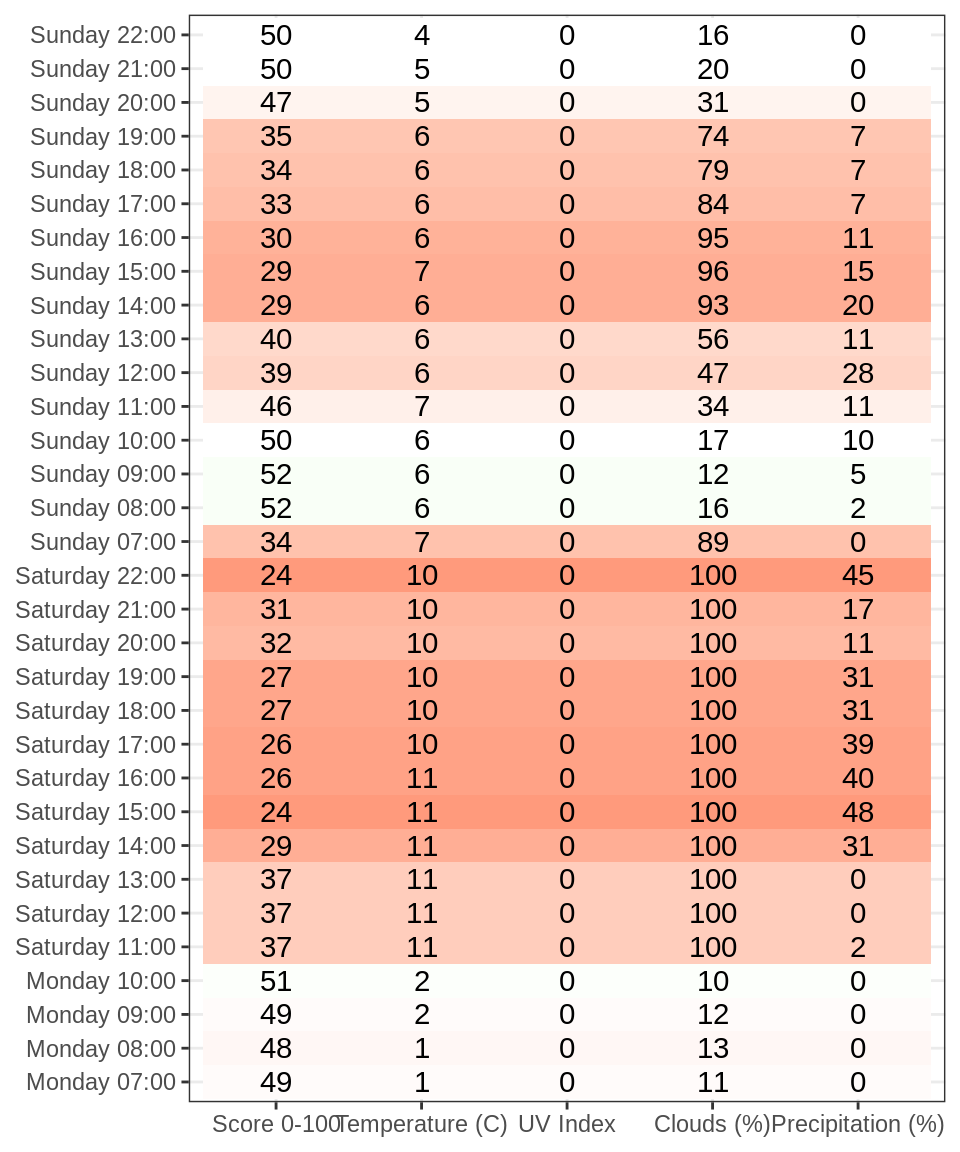 Sunday 22:00 50 4 0 16 0
Sunday 21:00 50 5 0 20 0
Sunday 20:00 47 5 0 31 0
Sunday 19:00 35 6 0 74 7
Sunday 18:00 34 6 0 79 7
Sunday 17:00 33 6 0 84 7
Sunday 16:00 30 6 0 95 11
Sunday 15:00 29 7 0 96 15
Sunday 14:00 29 6 0 93 20
Sunday 13:00 40 6 0 56 11
Sunday 12:00 39 6 0 47 28
Sunday 11:00 46 7 0 34 11
Sunday 10:00 50 6 0 17 10
Sunday 09:00 52 6 0 12 5
Sunday 08:00 52 6 0 16 2
Sunday 07:00 34 7 0 89 0
Saturday 22:00 24 10 0 100 45
Saturday 21:00 31 10 0 100 17
Saturday 20:00 32 10 0 100 11
Saturday 19:00 27 10 0 100 31
Saturday 18:00 27 10 0 100 31
Saturday 17:00 26 10 0 100 39
Saturday 16:00 26 11 0 100 40
Saturday 15:00 24 11 0 100 48
Saturday 14:00 29 11 0 100 31
Saturday 13:00 37 11 0 100 0
Saturday 12:00 37 11 0 100 0
Saturday 11:00 37 11 0 100 2
Monday 10:00 51 2 0 10 0
Monday 09:00 49 2 0 12 0
Monday 08:00 48 1 0 13 0
Monday 07:00 49 1 0 11 0
Score 0-100 Temperature (C) UV Index Clouds (%) Precipitation (%)